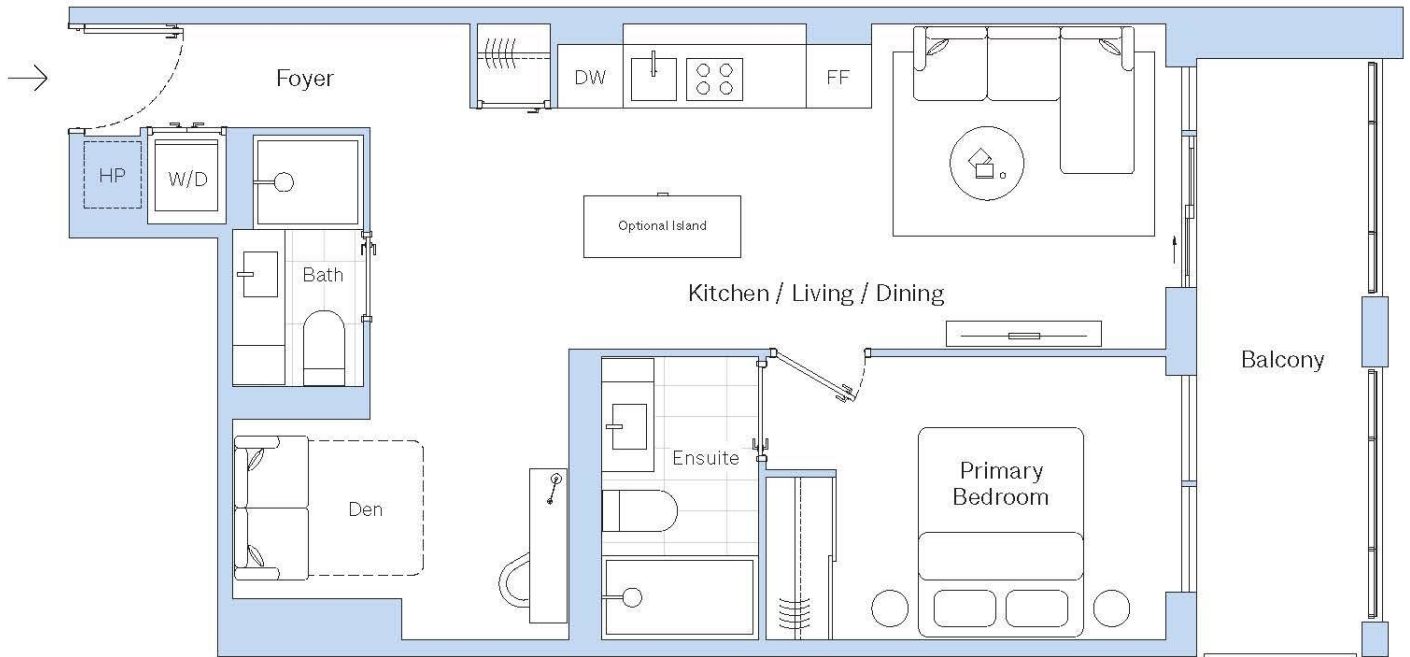 Foyer
DW
FF
HP
W/D
Optional Island
Bath
Kitchen / Living / Dining
Balcony
Ensuite
Primary
Bedroom
Den